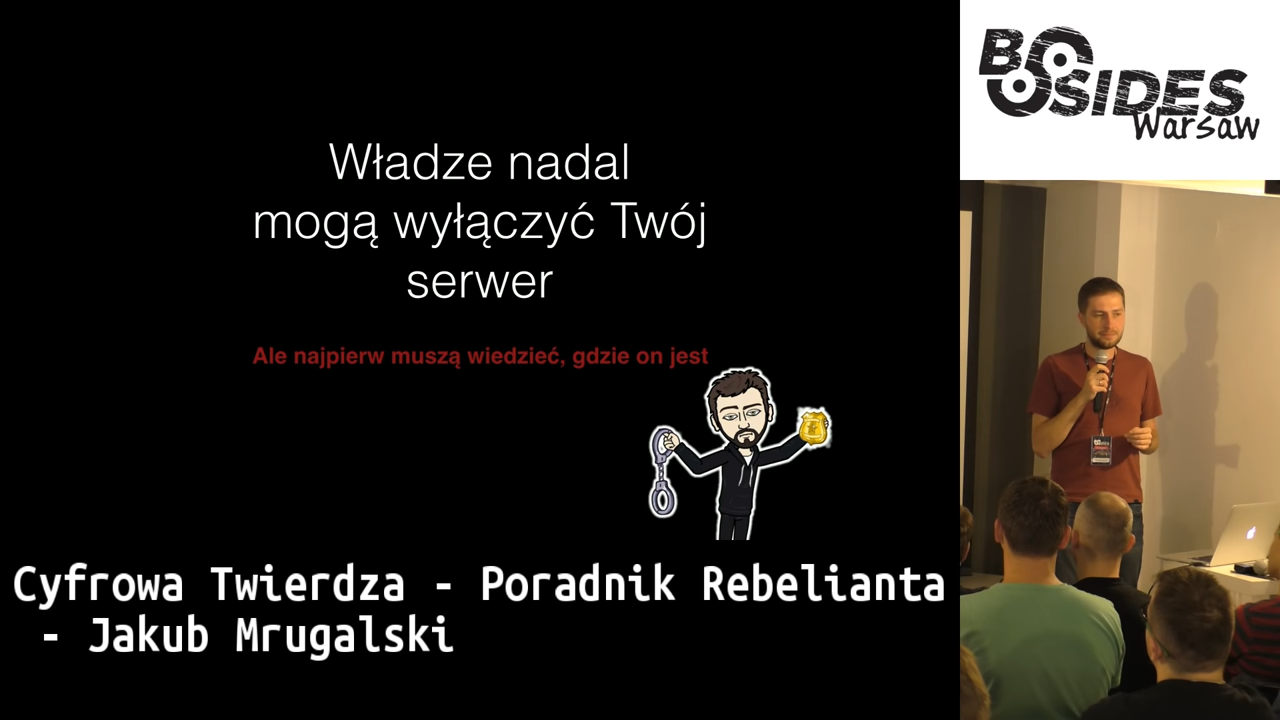 Władze nadal
mogą wyłączyć Twój
serwer
Ale najpierw muszą wiedzieć, gdzie on jest
Cyfrowa Twierdza - Poradnik Rebelianta
- Jakub Mrugalski
BSIDES
Warsaw